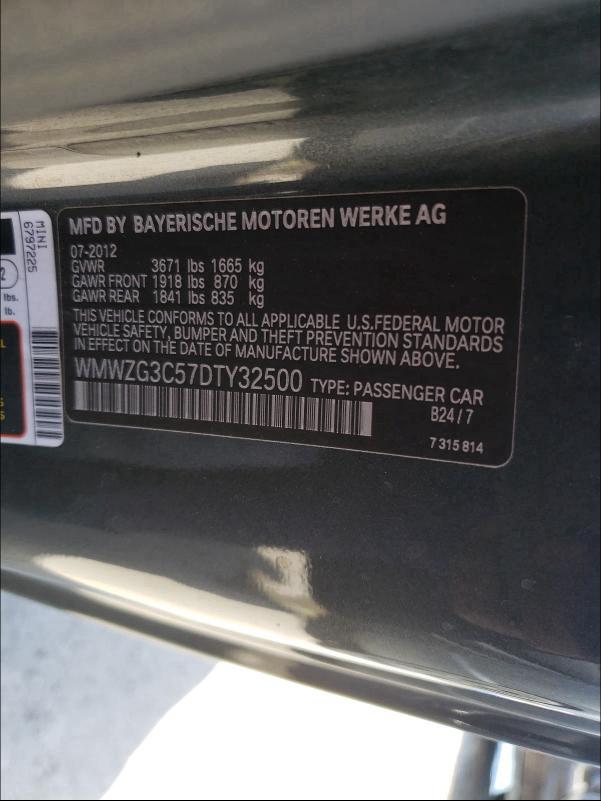 MFD BY BAYERISCHE MOTOREN WERKE AG
07-2012
GVWR 3671 lbs 1665 kg
GAWR FRONT 1918 lbs 870 kg
GAWR REAR 1841 lbs 835 kg
THIS VEHICLE CONFORMS TO ALL APPLICABLE U.S.FEDERAL MOTOR
VEHICLE SAFETY, BUMPER AND THEFT PREVENTION STANDARDS
IN EFFECT ON THE DATE OF MANUFACTURE SHOWN ABOVE.
WMWZG3C57DTY32500 TYPE: PASSENGER CAR
B24/7
7 315 814
MINI
6797225
2
lbs.
lb.